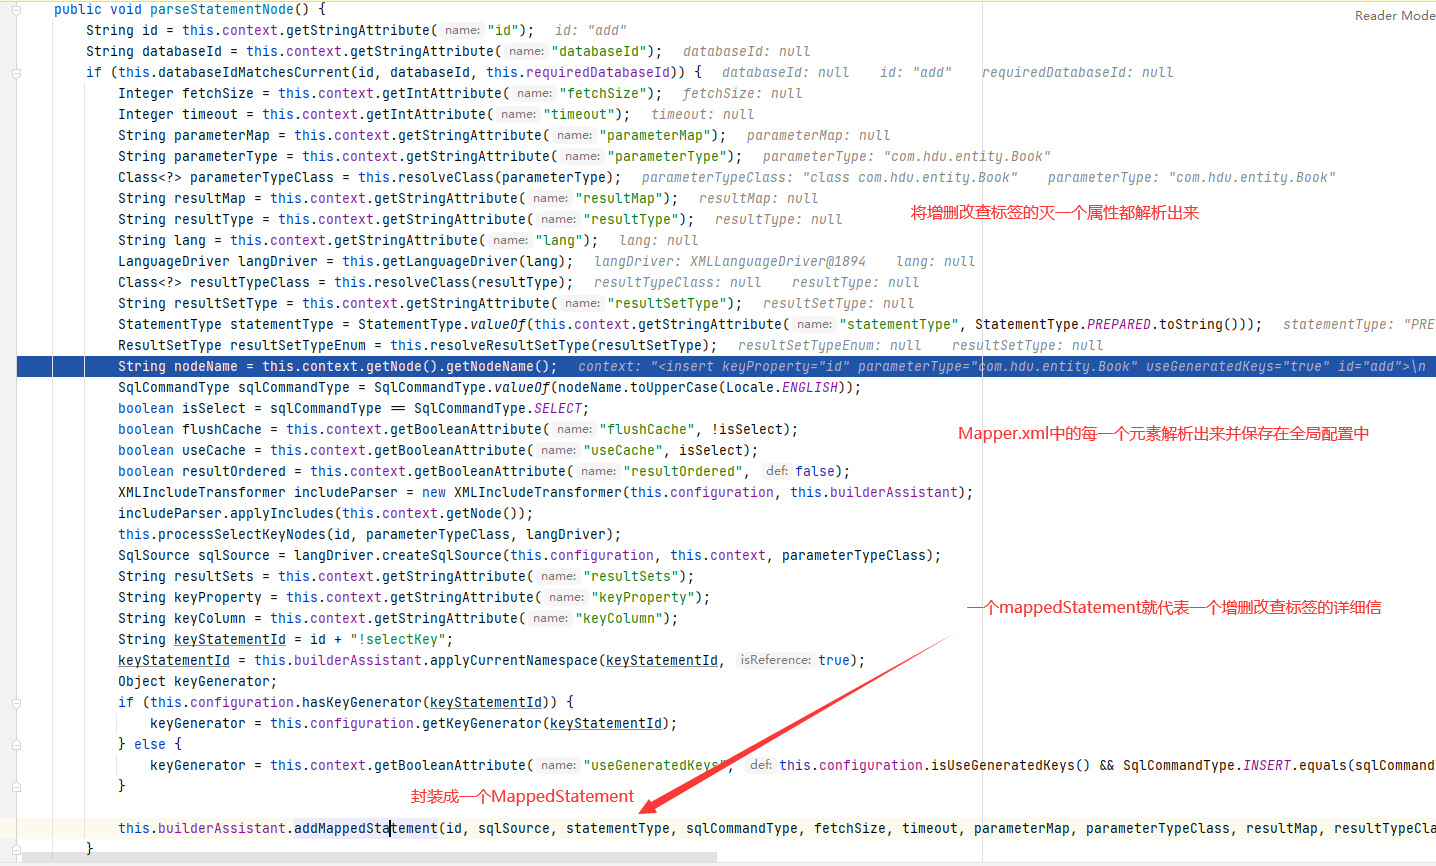 public void parseStatementNode() {
Reader Mode
String id = this.context.getStringAttribute( name: "id");   id: "add"
String databaseId = this.context.getStringAttribute( name: "databaseId");   databaseId: null
if (this.databaseIdMatchesCurrent(id, databaseId, this.requiredDatabaseId)) {   databaseId: null   id: "add"   requiredDatabaseId: null
Integer fetchSize = this.context.getIntAttribute( name: "fetchSize");   fetchSize: null
Integer timeout = this.context.getIntAttribute( name: "timeout");   timeout: null
String parameterMap = this.context.getStringAttribute( name: "parameterMap");   parameterMap: null
String parameterType = this.context.getStringAttribute( name: "parameterType");   parameterType: "com.hdu.entity.Book"
Class<?> parameterTypeClass = this.resolveClass(parameterType);   parameterTypeClass: "class com.hdu.entity.Book"   parameterType: "com.hdu.entity.Book"
String resultMap = this.context.getStringAttribute( name: "resultMap");   resultMap: null
将增删改查标签的灭一个属性都解析出来
String resultType = this.context.getStringAttribute( name: "resultType");   resultType: null
String lang = this.context.getStringAttribute( name: "lang");   lang: null
LanguageDriver langDriver = this.getLanguageDriver(lang);   langDriver: XMLLanguageDriver@1894   lang: null
Class<?> resultTypeClass = this.resolveClass(resultType);   resultTypeClass: null   resultType: null
String resultSetType = this.context.getStringAttribute( name: "resultSetType");   resultSetType: null
StatementType statementType = StatementType.valueOf(this.context.getStringAttribute( name: "statementType", StatementType.PREPARED.toString()));   statementType: "PRE
ResultSetType resultSetTypeEnum = this.resolveResultSetType(resultSetType);   resultSetTypeEnum: null   resultSetType: null
String nodeName = this.context.getNode().getNodeName();   context: "<insert keyProperty="id" parameterType="com.hdu.entity.Book" useGeneratedKeys="true" id="add">\n
SqlCommandType sqlCommandType = SqlCommandType.valueOf(nodeName.toUpperCase(Locale.ENGLISH));
boolean isSelect = sqlCommandType == SqlCommandType.SELECT;
boolean flushCache = this.context.getBooleanAttribute( name: "flushCache", !isSelect);
Mapper.xml中的每一个元素解析出来并保存在全局配置中
boolean useCache = this.context.getBooleanAttribute( name: "useCache", isSelect);
boolean resultOrdered = this.context.getBooleanAttribute( name: "resultOrdered", def: false);
XMLIncludeTransformer includeParser = new XMLIncludeTransformer(this.configuration, this.builderAssistant);
includeParser.applyIncludes(this.context.getNode());
this.processSelectKeyNodes(id, parameterTypeClass, langDriver);
SqlSource sqlSource = langDriver.createSqlSource(this.configuration, this.context, parameterTypeClass);
String resultSets = this.context.getStringAttribute( name: "resultSets");
String keyProperty = this.context.getStringAttribute( name: "keyProperty");
一个mappedStatement就代表一个增删改查标签的详细信
String keyColumn = this.context.getStringAttribute( name: "keyColumn");
String keyStatementId = id + "!selectKey";
keyStatementId = this.builderAssistant.applyCurrentNamespace(keyStatementId, isReference: true);
Object keyGenerator;
if (this.configuration.hasKeyGenerator(keyStatementId)) {
keyGenerator = this.configuration.getKeyGenerator(keyStatementId);
} else {
keyGenerator = this.context.getBooleanAttribute( name: "useGeneratedKeys", def: this.configuration.isUseGeneratedKeys() && SqlCommandType.INSERT.equals(sqlCommand
}
封装成一个MappedStatement
this.builderAssistant.addMappedStatement(id, sqlSource, statementType, sqlCommandType, fetchSize, timeout, parameterMap, parameterTypeClass, resultMap, resultTypeCla
}